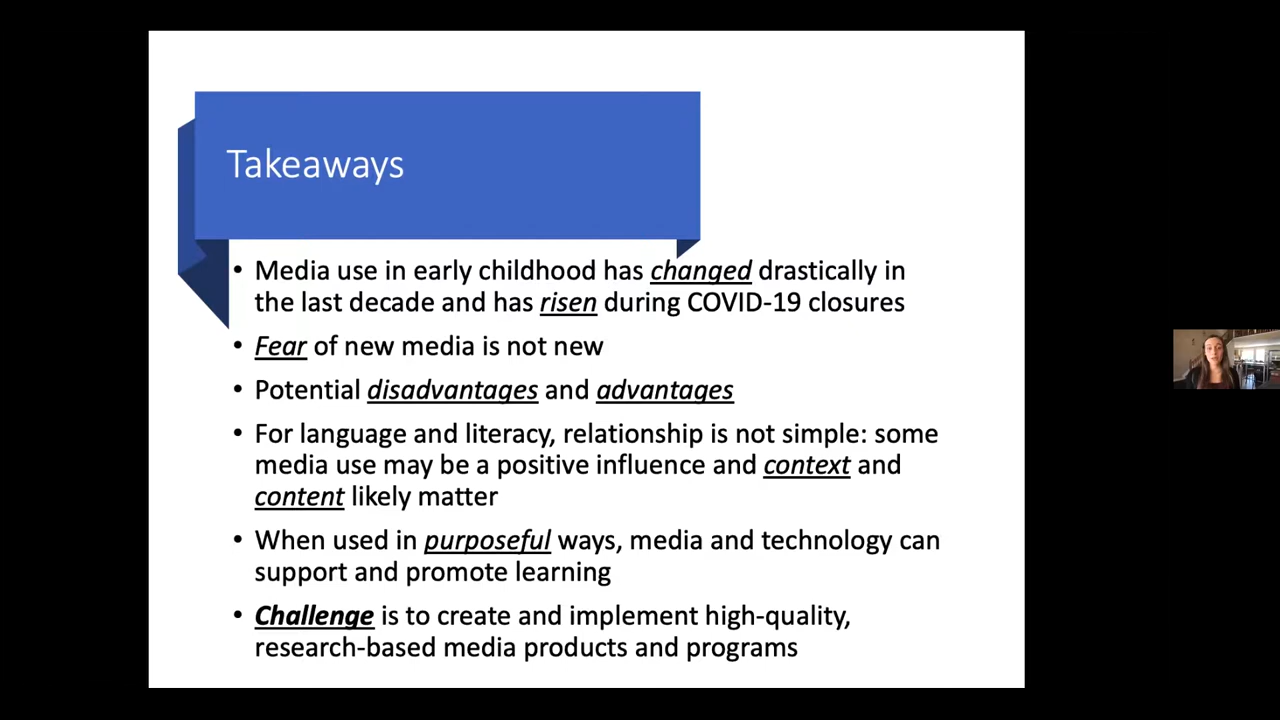 Takeaways
• Media use in early childhood has changed drastically in
the last decade and has risen during COVID-19 closures
• Fear of new media is not new
• Potential disadvantages and advantages
• For language and literacy, relationship is not simple: some
media use may be a positive influence and context and
content likely matter
• When used in purposeful ways, media and technology can
support and promote learning
• Challenge is to create and implement high-quality,
research-based media products and programs